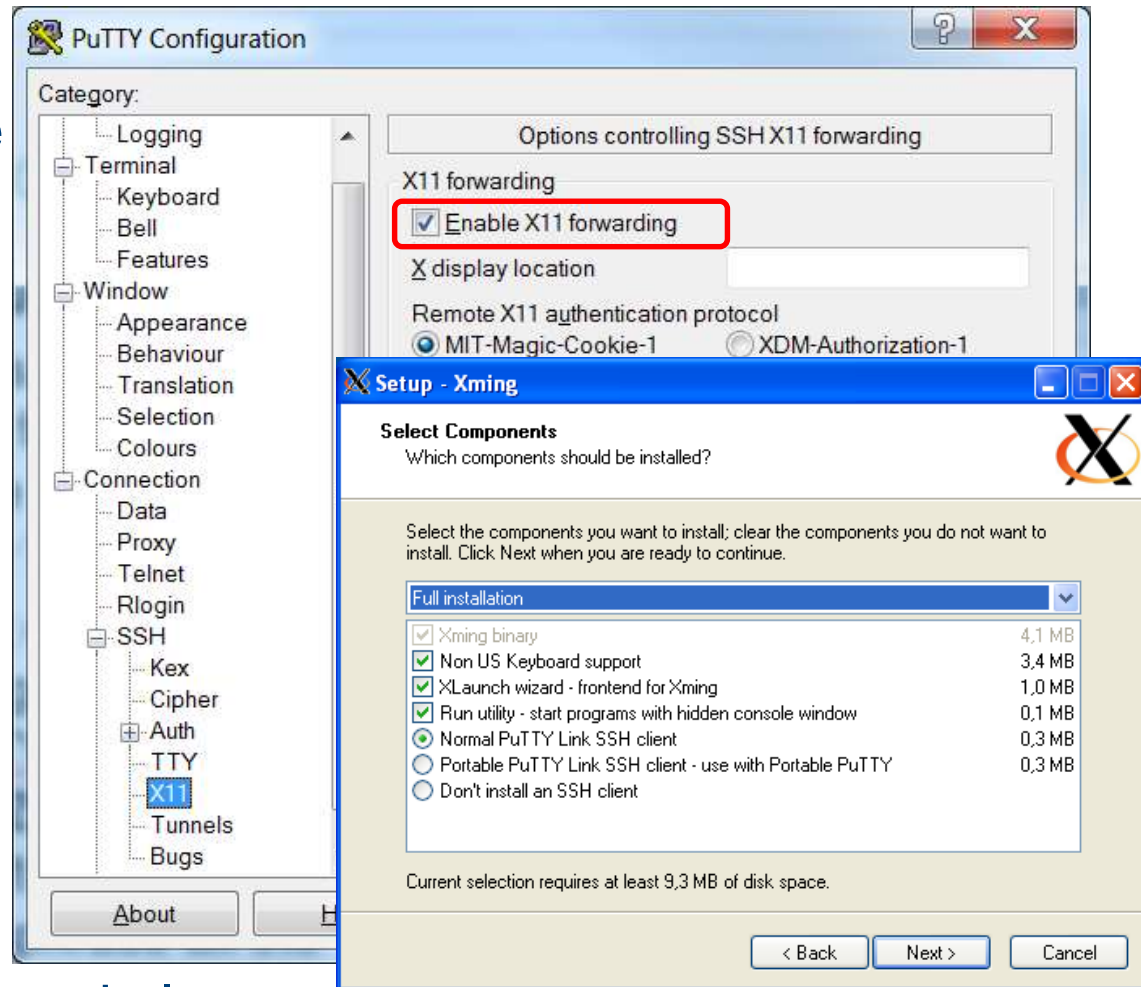 PuTTY Configuration
Category:
Logging
Terminal
Keyboard
Bell
Features
Window
Appearance
Behaviour
Translation
Selection
Colours
Connection
Data
Proxy
Telnet
Rlogin
SSH
Kex
Cipher
Auth
TTY
X11
Tunnels
Bugs
About
Options controlling SSH X11 forwarding
X11 forwarding
Enable X11 forwarding
X display location
Remote X11 authentication protocol
MIT-Magic-Cookie-1 XDM-Authorization-1
Setup - Xming
Select Components
Which components should be installed?
Select the components you want to install; clear the components you do not want to
install. Click Next when you are ready to continue.
Full installation
Xming binary 4,1 MB
Non US Keyboard support 3,4 MB
XLaunch wizard - frontend for Xming 1,0 MB
Run utility - start programs with hidden console window 0,1 MB
Normal PuTTY Link SSH client 0,3 MB
Portable PuTTY Link SSH client - use with Portable PuTTY 0,3 MB
Don't install an SSH client
Current selection requires at least 9,3 MB of disk space.
< Back Next > Cancel